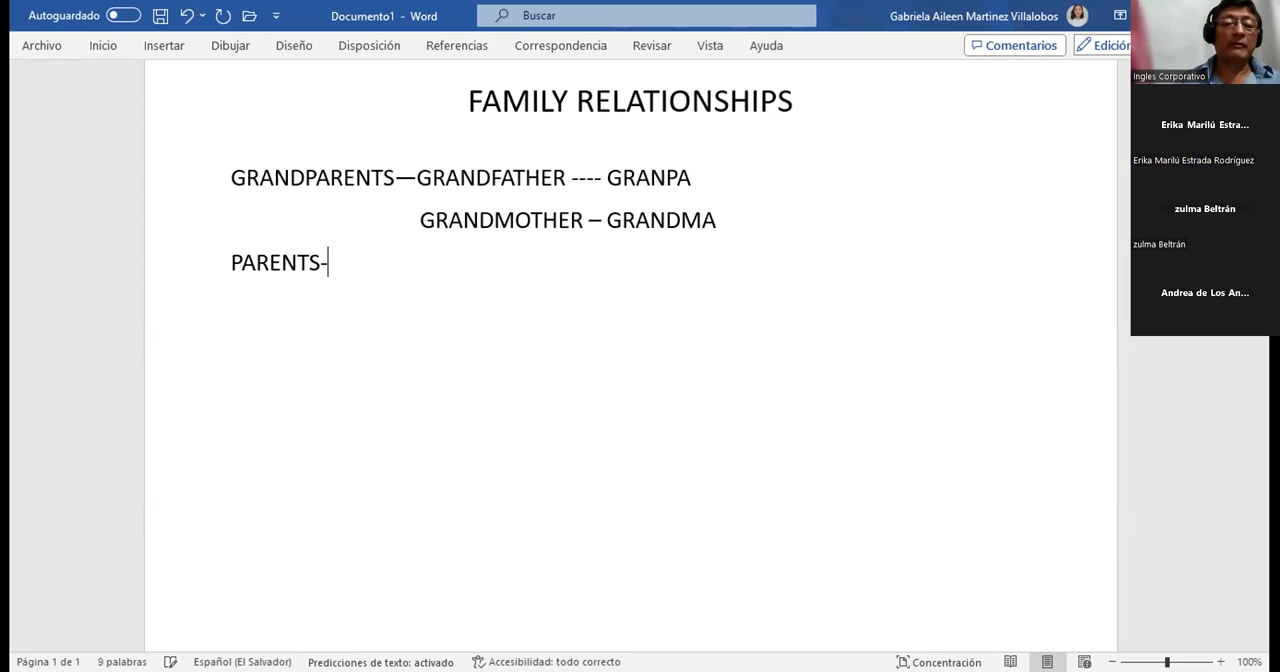 Autoguardado Documento1 - Word Buscar Gabriela Aileen Martinez Villalobos
Archivo Inicio Insertar Dibujar Diseño Disposición Referencias Correspondencia Revisar Vista Ayuda Comentarios Edición
FAMILY RELATIONSHIPS
GRANDPARENTS—GRANDFATHER ---- GRANPA
GRANDMOTHER – GRANDMA
PARENTS-
Ingles Corporativo
Erika Marilú Estra...
Erika Marilú Estrada Rodríguez
zulma Beltrán
zulma Beltrán
Andrea de Los An...
Página 1 de 1 9 palabras Español (El Salvador) Predicciones de texto: activado Accesibilidad: todo correcto Concentración 100%